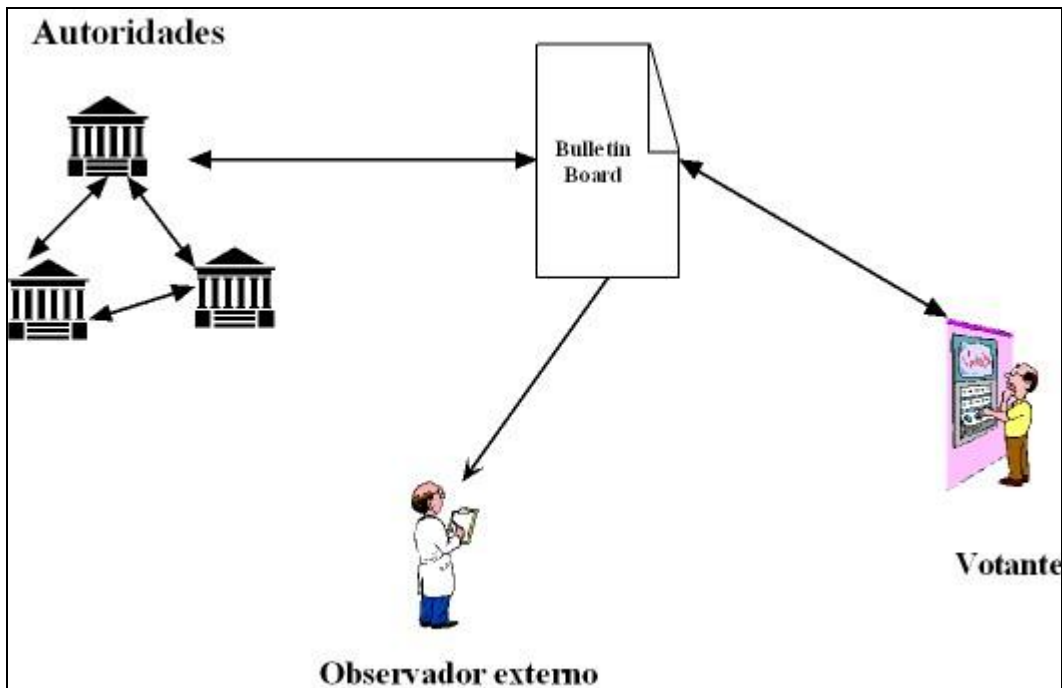 Autoridades
Bulletin
Board
Votante
Observador externo